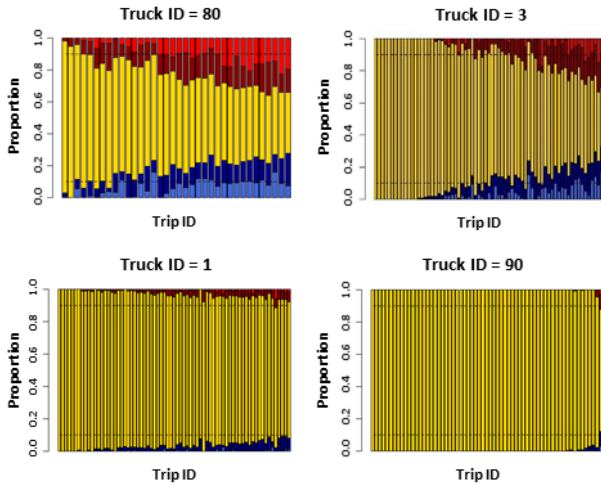 Truck ID = 80
Proportion
1.0
0.8
0.6
0.4
0.2
0.0
Trip ID
Truck ID = 3
Proportion
1.0
0.8
0.6
0.4
0.2
0.0
Trip ID
Truck ID = 1
Proportion
1.0
0.8
0.6
0.4
0.2
0.0
Trip ID
Truck ID = 90
Proportion
1.0
0.8
0.6
0.4
0.2
0.0
Trip ID